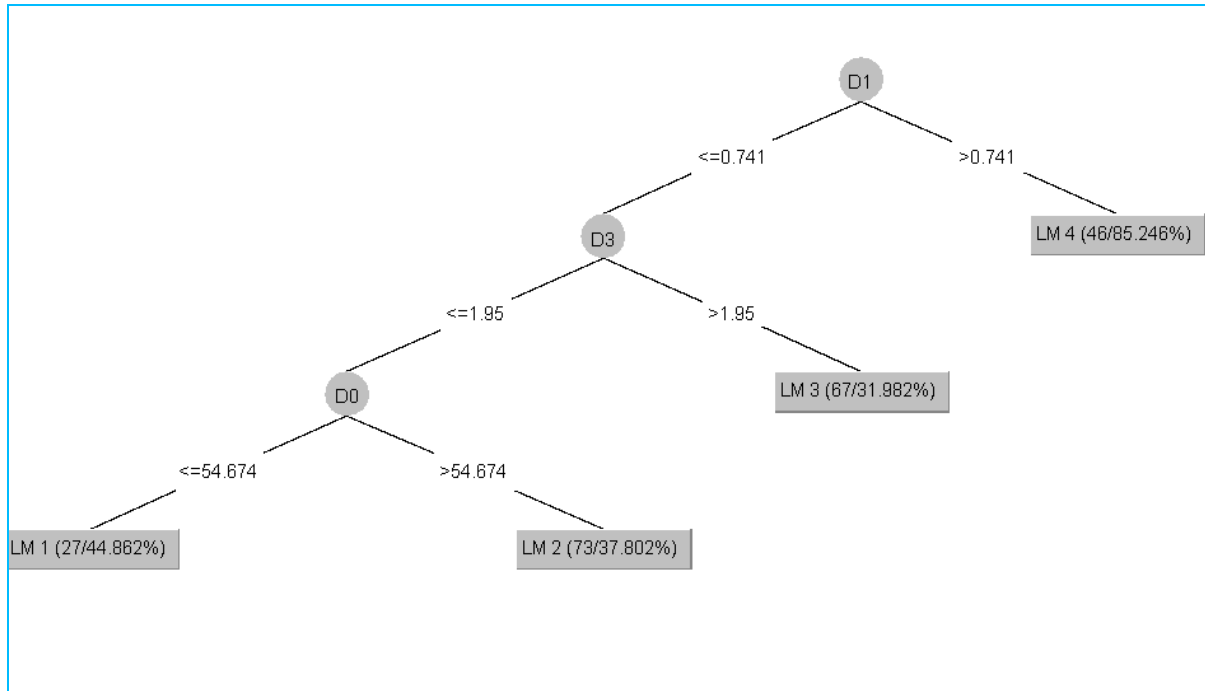 D1
<=0.741
>0.741
D3
LM 4 (46/85.246%)
<=1.95
>1.95
D0
LM 3 (67/31.982%)
<=54.674
>54.674
LM 1 (27/44.862%)
LM 2 (73/37.802%)